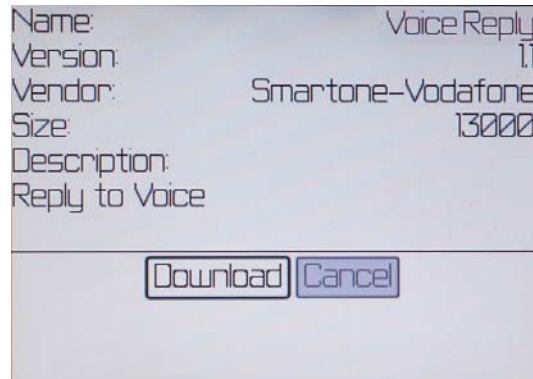 Name: Voice Reply
Version: 1.1
Vendor: Smartone-Vodafone
Size: 13000
Description:
Reply to Voice
Download Cancel